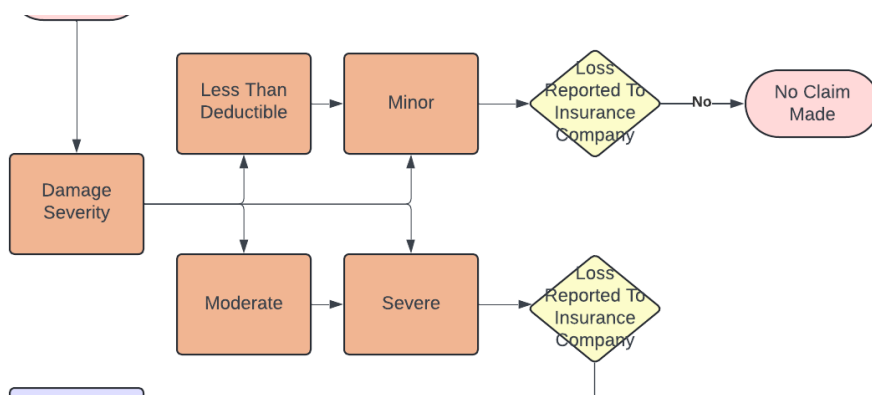 Less Than
Deductible
Minor
Loss
Reported To
Insurance
Company
No
No Claim
Made
Damage
Severity
Moderate
Severe
Loss
Reported To
Insurance
Company